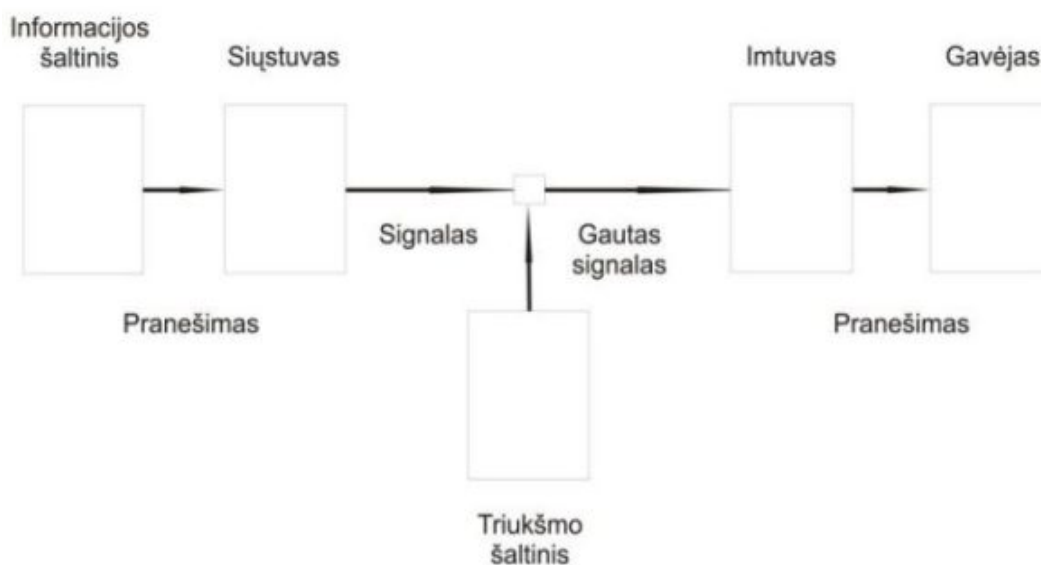 Informacijos
šaltinis
Siųstuvas
Imtuvas
Gavėjas
Signalas
Gautas
signalas
Pranešimas
Pranešimas
Triukšmo
šaltinis